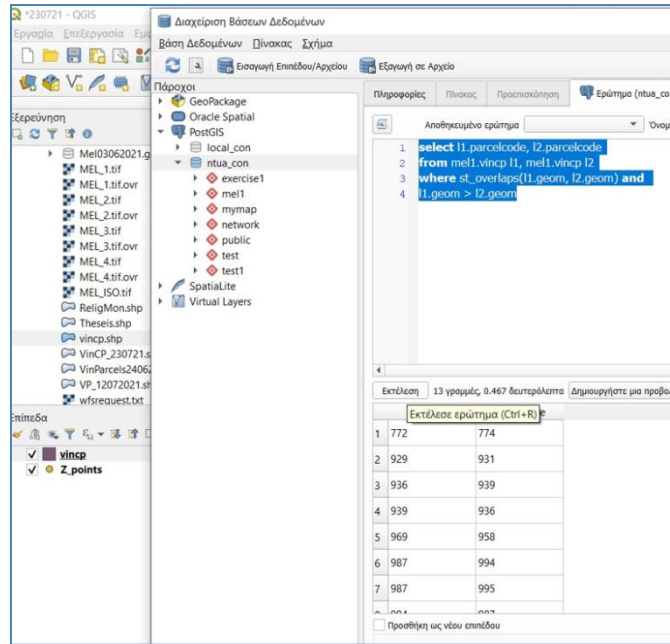 *230721 - QGIS
Εργασία Επεξεργασία Εμφ
Διαχείριση Βάσεων Δεδομένων
Βάση Δεδομένων Πίνακας Σχήμα
Εισαγωγή Επιπέδου/Αρχείου Εξαγωγή σε Αρχείο
Εξερεύνηση
Mel03062021.g
MEL_1.tif
MEL_1.tif.ovr
MEL_2.tif
MEL_2.tif.ovr
MEL_3.tif
MEL_3.tif.ovr
MEL_4.tif
MEL_4.tif.ovr
MEL_ISO.tif
ReligMon.shp
Theseis.shp
vincp.shp
VinCP_230721.s
VinParcels24062
VP_12072021.sh
wfsrequest.txt
Επίπεδα
vincp
Z_points
Πάροχοι
GeoPackage
Oracle Spatial
PostGIS
local_con
ntua_con
exercise1
mel1
mymap
network
public
test
test1
SpatiaLite
Virtual Layers
Πληροφορίες Πίνακας Προεπισκόπηση Ερώτημα (ntua_co
Αποθηκευμένο ερώτημα Όνομ
1 select l1.parcelcode, l2.parcelcode
2 from mel1.vincp l1, mel1.vincp l2
3 where st_overlaps(l1.geom, l2.geom) and
4 l1.geom > l2.geom
Εκτέλεση 13 γραμμές, 0.467 δευτερόλεπτα Δημιουργήστε μια προβολ
Εκτέλεσε ερώτημα (Ctrl+R) e
1 772 774
2 929 931
3 936 939
4 939 936
5 969 958
6 987 994
7 987 995
Προσθήκη ως νέου επιπέδου